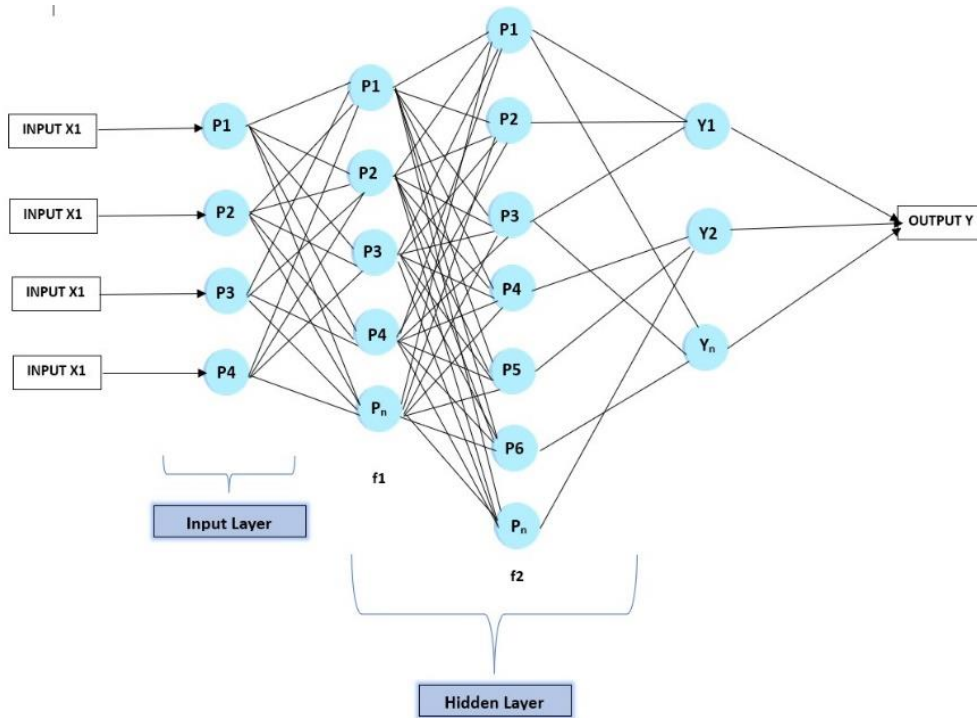 INPUT X1
INPUT X1
INPUT X1
INPUT X1
P1
P2
P3
P4
Input Layer
P1
P2
P3
P4
Pn
f1
P1
P2
P3
P4
P5
P6
Pn
f2
Hidden Layer
Y1
Y2
Yn
OUTPUT Y